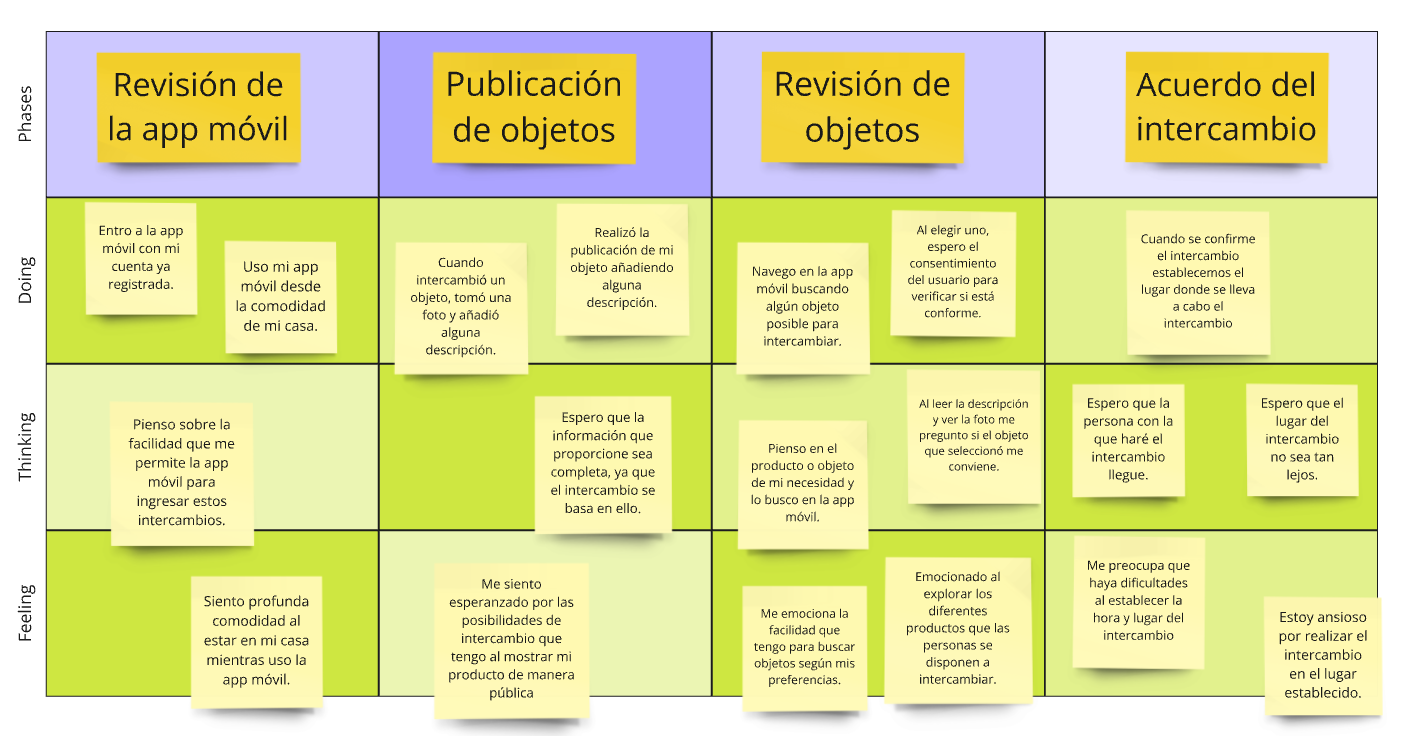 Phases
Revisión de
la app móvil
Publicación
de objetos
Revisión de
objetos
Acuerdo del
intercambio
Doing
Entro a la app
móvil con mi
cuenta ya
registrada.
Uso mi app
móvil desde
la comodidad
de mi casa.
Cuando
intercambió un
objeto, tomó una
foto y añadió
alguna
descripción.
Realizó la
publicación de mi
objeto añadiendo
alguna
descripción.
Navego en la app
móvil buscando
algún objeto
posible para
intercambiar.
Al elegir uno,
espero el
consentimiento
del usuario para
verificar si está
conforme.
Cuando se confirme
el intercambio
establecemos el
lugar donde se lleva
a cabo el
intercambio
Thinking
Pienso sobre la
facilidad que me
permite la app
móvil para
ingresar estos
intercambios.
Espero que la
información que
proporcione sea
completa, ya que
el intercambio se
basa en ello.
Pienso en el
producto o objeto
de mi necesidad y
lo busco en la app
móvil.
Al leer la descripción
y ver la foto me
pregunto si el objeto
que seleccionó me
conviene.
Espero que la
persona con la
que haré el
intercambio
llegue.
Espero que el
lugar del
intercambio
no sea tan
lejos.
Feeling
Siento profunda
comodidad al
estar en mi casa
mientras uso la
app móvil.
Me siento
esperanzado por las
posibilidades de
intercambio que
tengo al mostrar mi
producto de manera
pública
Me emociona la
facilidad que
tengo para buscar
objetos según mis
preferencias.
Emocionado al
explorar los
diferentes
productos que las
personas se
disponen a
intercambiar.
Me preocupa que
haya dificultades
al establecer la
hora y lugar del
intercambio
Estoy ansioso
por realizar el
intercambio
en el lugar
establecido.